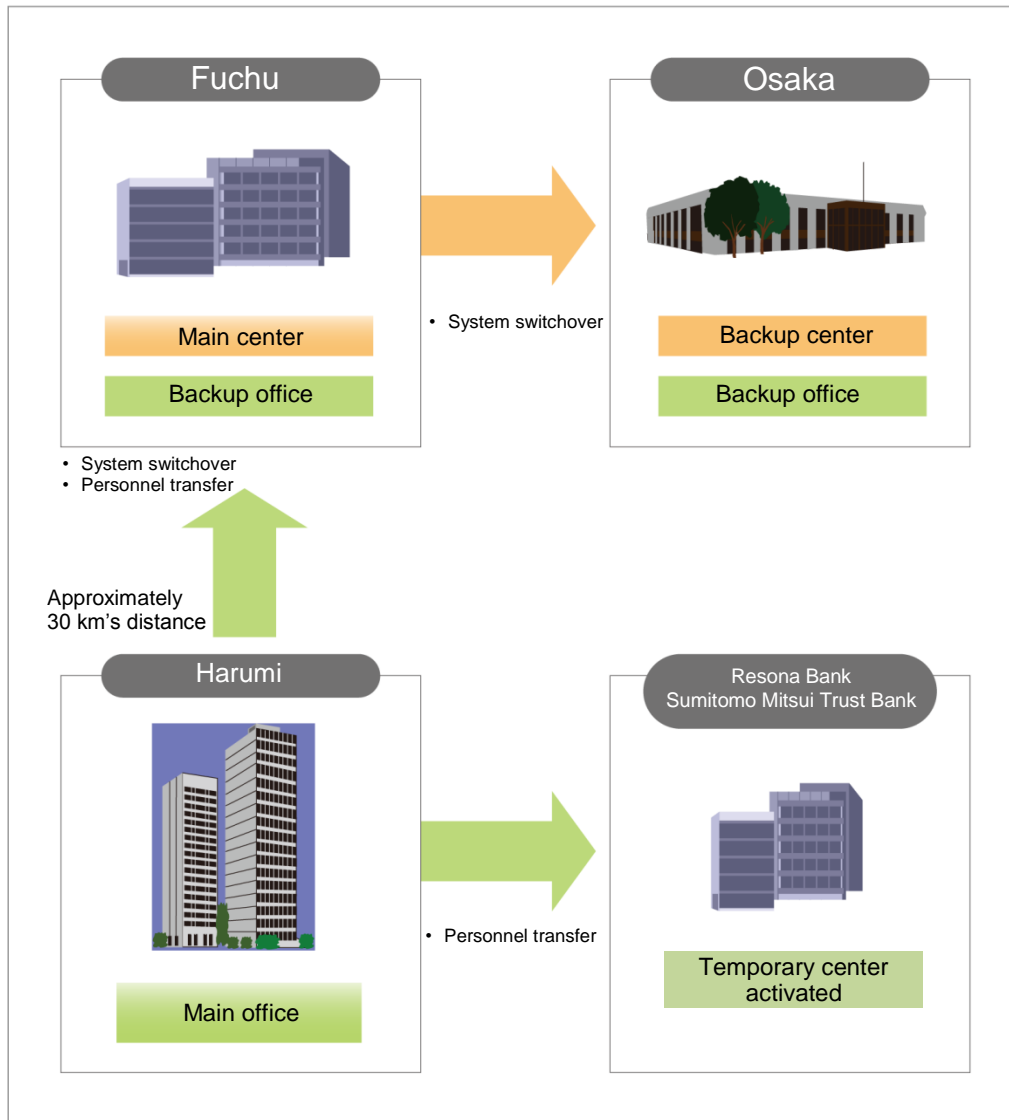 Fuchu
Osaka
Main center
Backup office
• System switchover
Backup center
Backup office
• System switchover
• Personnel transfer
Approximately
30 km's distance
Harumi
Resona Bank
Sumitomo Mitsui Trust Bank
• Personnel transfer
Main office
Temporary center
activated